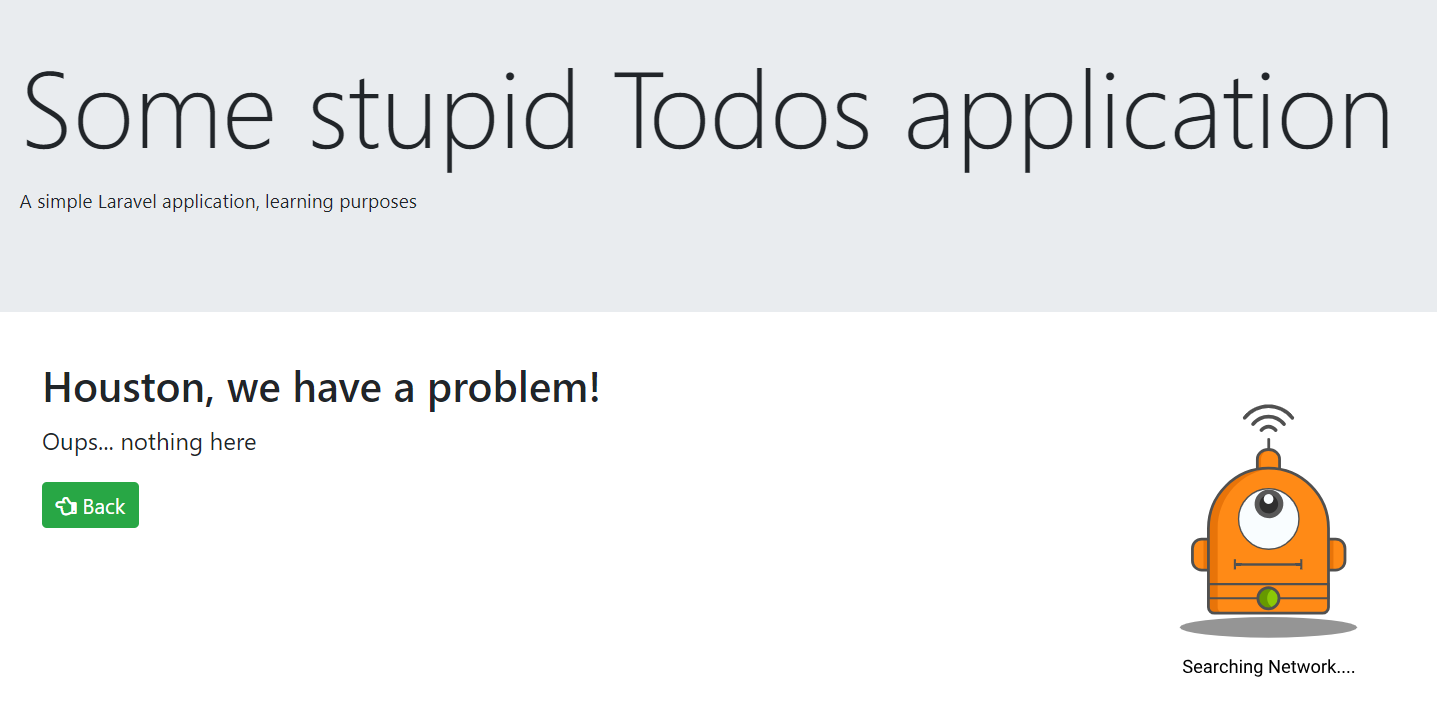 Some stupid Todos application
A simple Laravel application, learning purposes
Houston, we have a problem!
Oups... nothing here
Back
Searching Network....